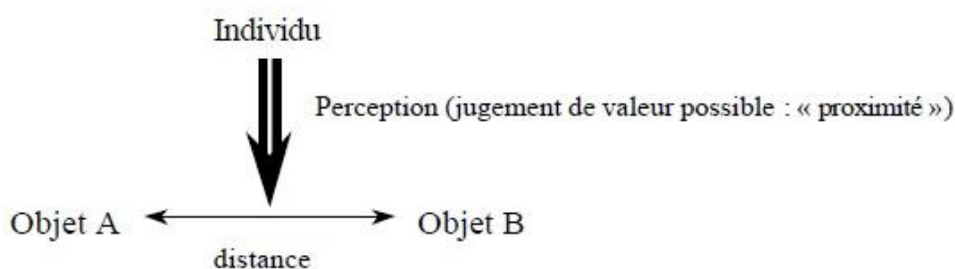 Individu
Perception (jugement de valeur possible : « proximité »)
Objet A
Objet B
distance